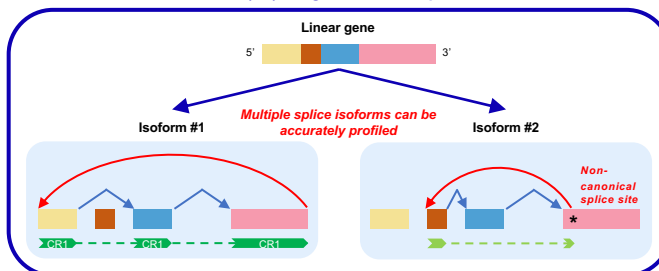 Linear gene
5’ 3’
Multiple splice isoforms can be
accurately profiled
Isoform #1
Isoform #2
Non-
canonical
splice site
*
CR1 CR1 CR1